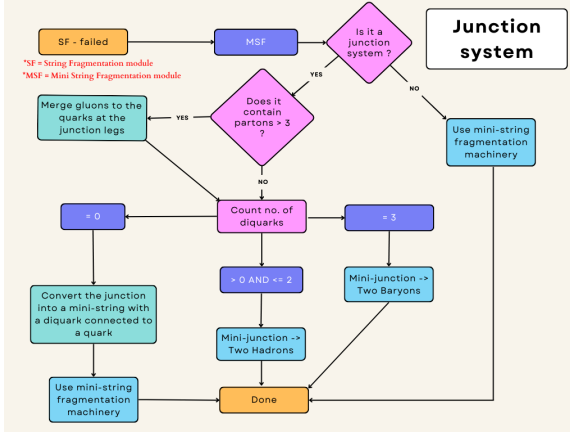 Junction
system
SF - failed
MSF
Is it a
junction
system ?
*SF = String Fragmentation module
*MSF = Mini String Fragmentation module
YES
NO
Does it
contain
partons > 3
?
YES
Merge gluons to the
quarks at the
junction legs
Use mini-string
fragmentation
machinery
NO
Count no. of
diquarks
= 0
= 3
> 0 AND <= 2
Mini-junction ->
Two Baryons
Convert the junction
into a mini-string with
a diquark connected to
a quark
Mini-junction ->
Two Hadrons
Use mini-string
fragmentation
machinery
Done